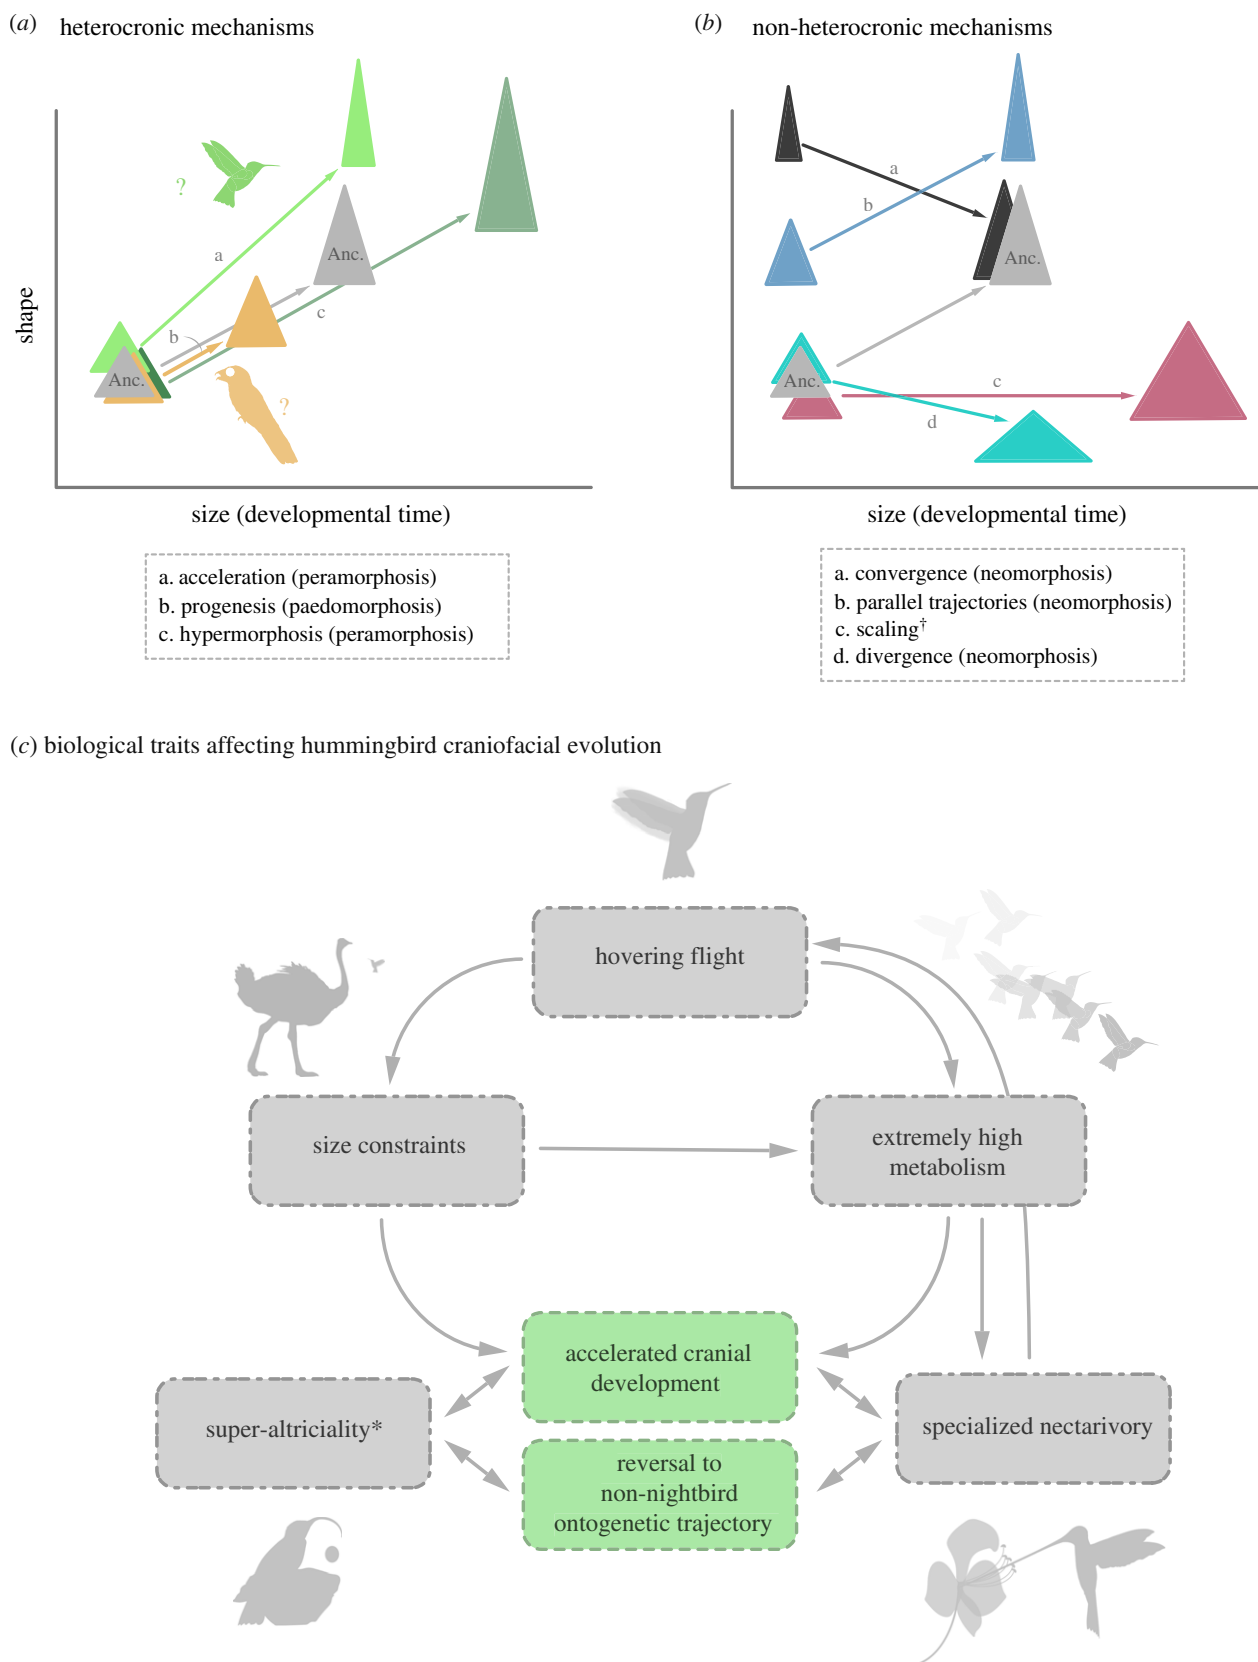 (a) heterocronic mechanisms
?
a
Anc.
b
c
Anc.
?
shape
size (developmental time)
a. acceleration (peramorphosis)
b. progenesis (paedomorphosis)
c. hypermorphosis (peramorphosis)
(b) non-heterocronic mechanisms
a
b
Anc.
Anc.
c
d
size (developmental time)
a. convergence (neomorphosis)
b. parallel trajectories (neomorphosis)
c. scaling†
d. divergence (neomorphosis)
(c) biological traits affecting hummingbird craniofacial evolution
hovering flight
size constraints
extremely high
metabolism
accelerated cranial
development
super-altriciality*
specialized nectarivory
reversal to
non-nightbird
ontogenetic trajectory